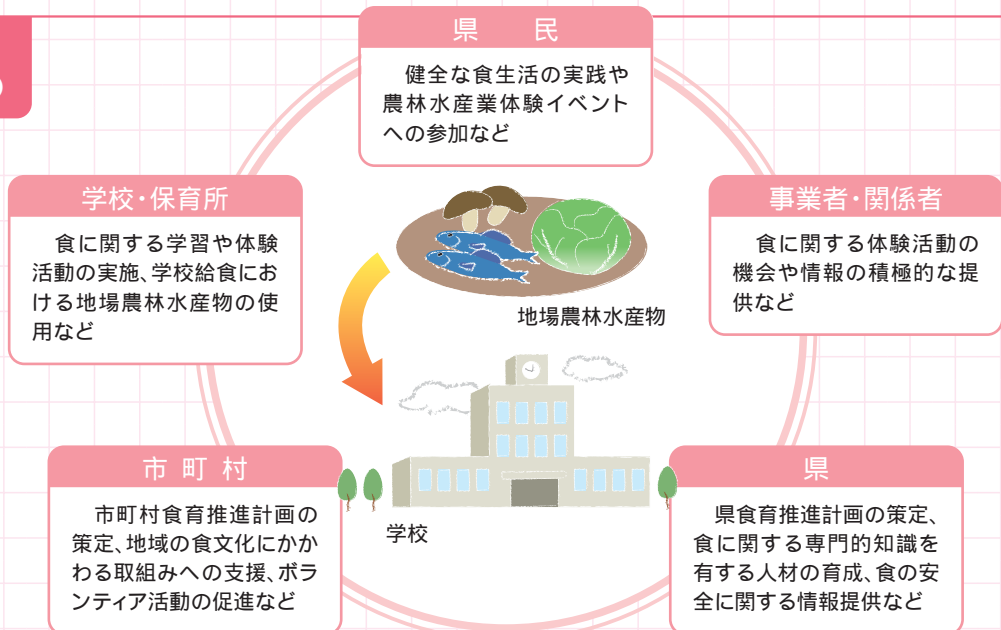 県 民
健全な食生活の実践や
農林水産業体験イベント
への参加など
学校・保育所
食に関する学習や体験
活動の実施、学校給食にお
ける地場農林水産物の使
用など
事業者・関係者
食に関する体験活動の
機会や情報の積極的な提
供など
地場農林水産物
学校
市 町 村
市町村食育推進計画の
策定、地域の食文化にかか
わる取組みへの支援、ボラ
ンティア活動の促進など
県
県食育推進計画の策定、
食に関する専門的知識を
有する人材の育成、食の安
全に関する情報提供など